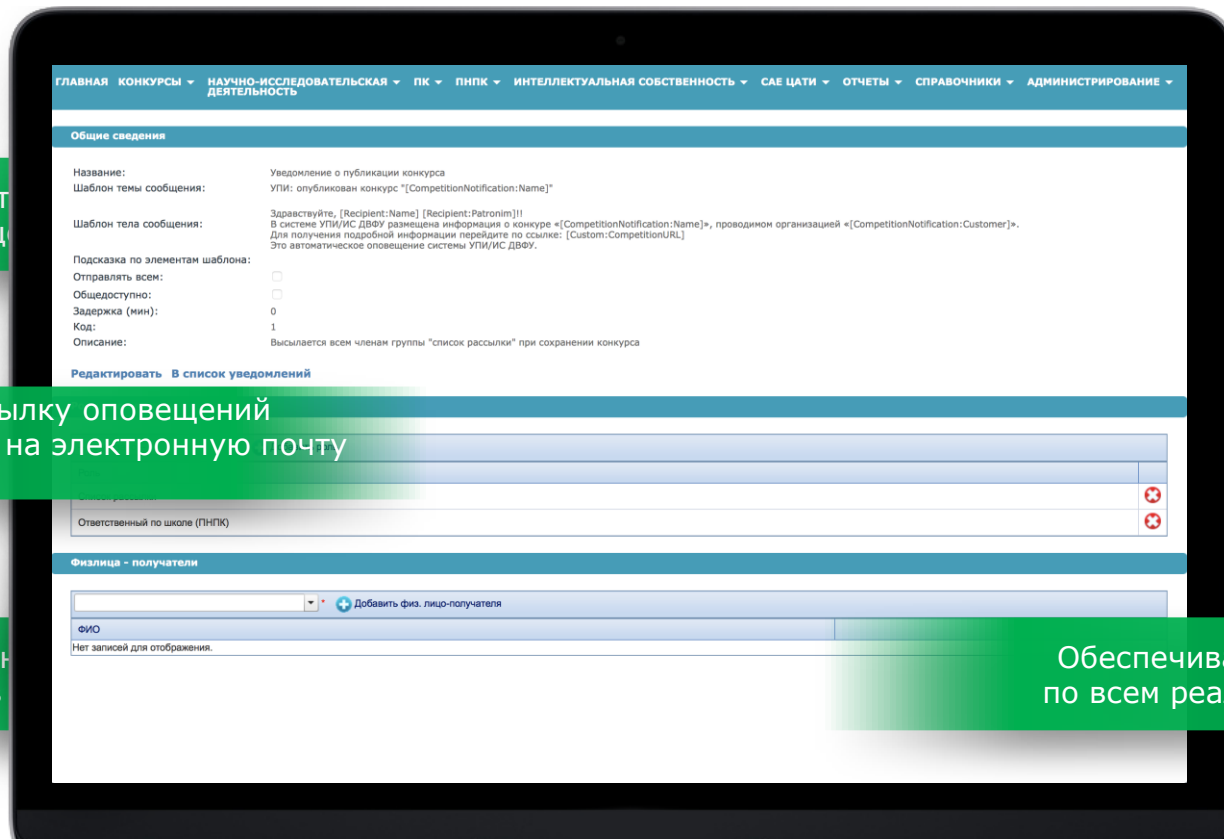 ГЛАВНАЯ КОНКУРСЫ НАУЧНО-ИССЛЕДОВАТЕЛЬСКАЯ ДЕЯТЕЛЬНОСТЬ ПК ПНПК ИНТЕЛЛЕКТУАЛЬНАЯ СОБСТВЕННОСТЬ САЕ ЦАТИ ОТЧЕТЫ СПРАВОЧНИКИ АДМИНИСТРИРОВАНИЕ
Общие сведения
Название: Уведомление о публикации конкурса
Шаблон темы сообщения: УПИ: опубликован конкурс "[CompetitionNotification:Name]"
Шаблон тела сообщения:
Здравствуйте, [Recipient:Name] [Recipient:Patronim]!!
В системе УПИ/ИС ДВФУ размещена информация о конкуре «[CompetitionNotification:Name]», проводимом организацией «[CompetitionNotification:Customer]».
Для получения подробной информации перейдите по ссылке: [Custom:CompetitionURL]
Это автоматическое оповещение системы УПИ/ИС ДВФУ.
Подсказка по элементам шаблона:
Отправлять всем:
Общедоступно:
Задержка (мин): 0
Код: 1
Описание: Высылается всем членам группы "список рассылки" при сохранении конкурса
Редактировать В список уведомлений
ылку оповещений
на электронную почту
Ответственный по школе (ПНПК)
Физлица - получатели
* Добавить физ. лицо-получателя
ФИО
Нет записей для отображения.
Обеспечива
по всем реа